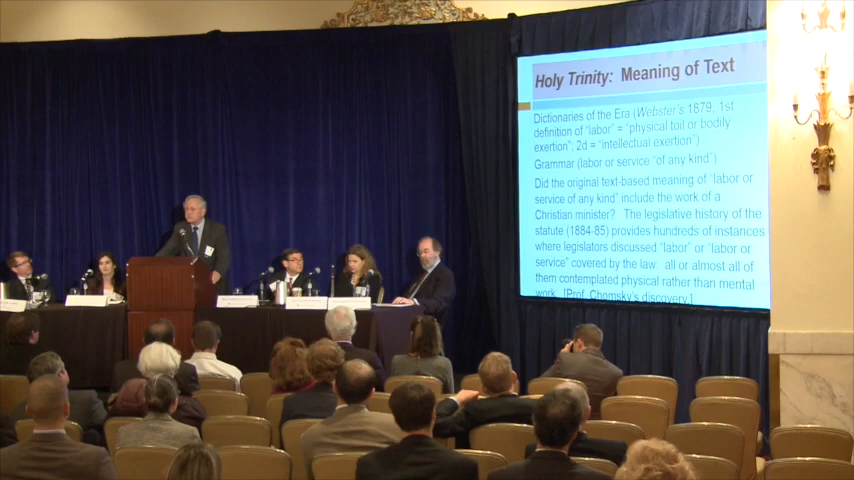 Holy Trinity: Meaning of Text
Dictionaries of the Era (Webster's 1879, 1st
definition of "labor" = "physical toil or bodily
exertion"; 2d = "intellectual exertion")
Grammar (labor or service "of any kind")
Did the original text-based meaning of "labor or
service of any kind" include the work of a
Christian minister? The legislative history of the
statute (1884-85) provides hundreds of instances
where legislators discussed "labor" or "labor or
service" covered by the law: all or almost all of
them contemplated physical rather than mental
work. [Prof. Chomsky's discovery.]